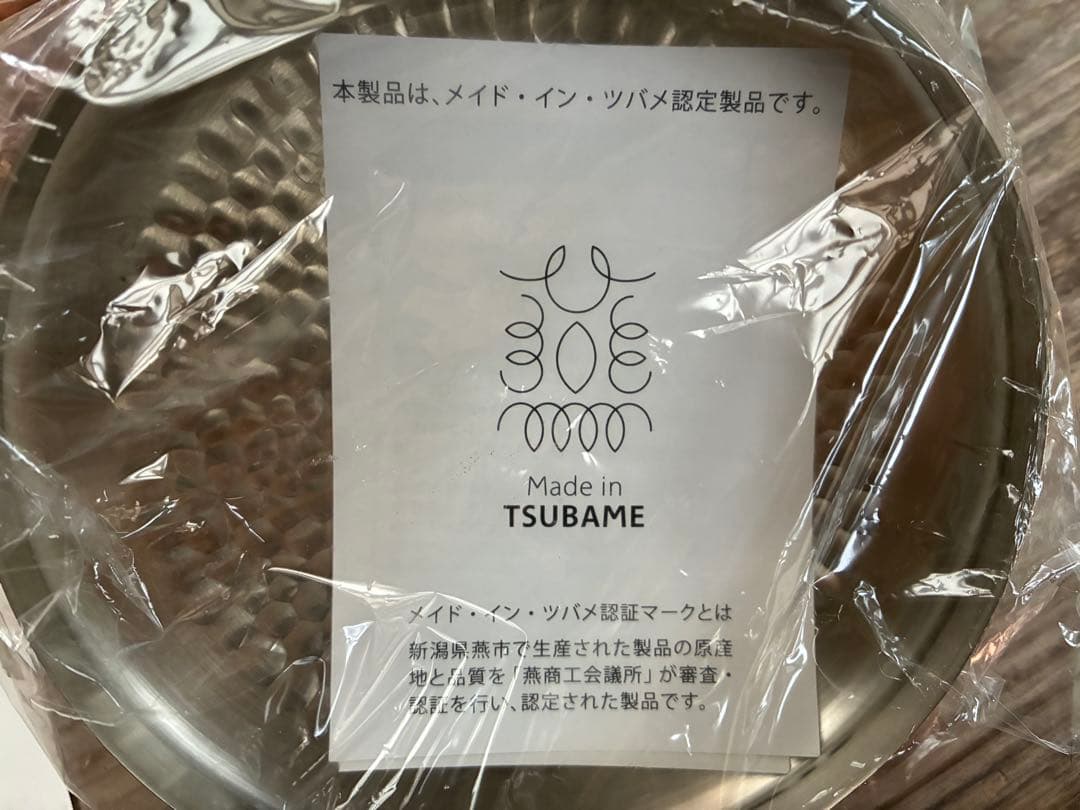 本製品は、メイド・イン・ツバメ認定製品です。
Made in
TSUBAME
メイド・イン・ツバメ認証マークとは
新潟県燕市で生産された製品の原産
地と品質を「燕商工会議所」が審査・
認証を行い、認定された製品です。